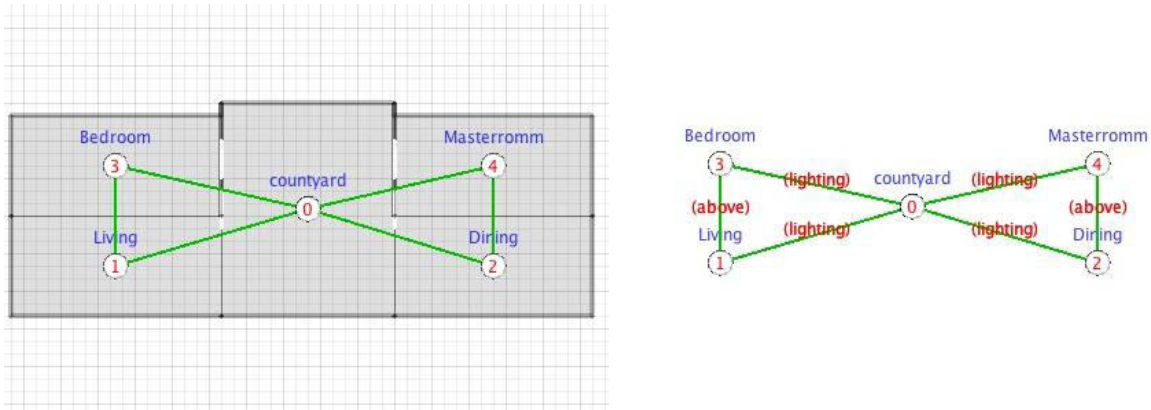 Bedroom
3
Masterromm
4
countyard
0
Living
1
Dining
2
Bedroom
3
Masterromm
4
(lighting)
(lighting)
countyard
0
(above)
(above)
Living
1
(lighting)
(lighting)
Dining
2